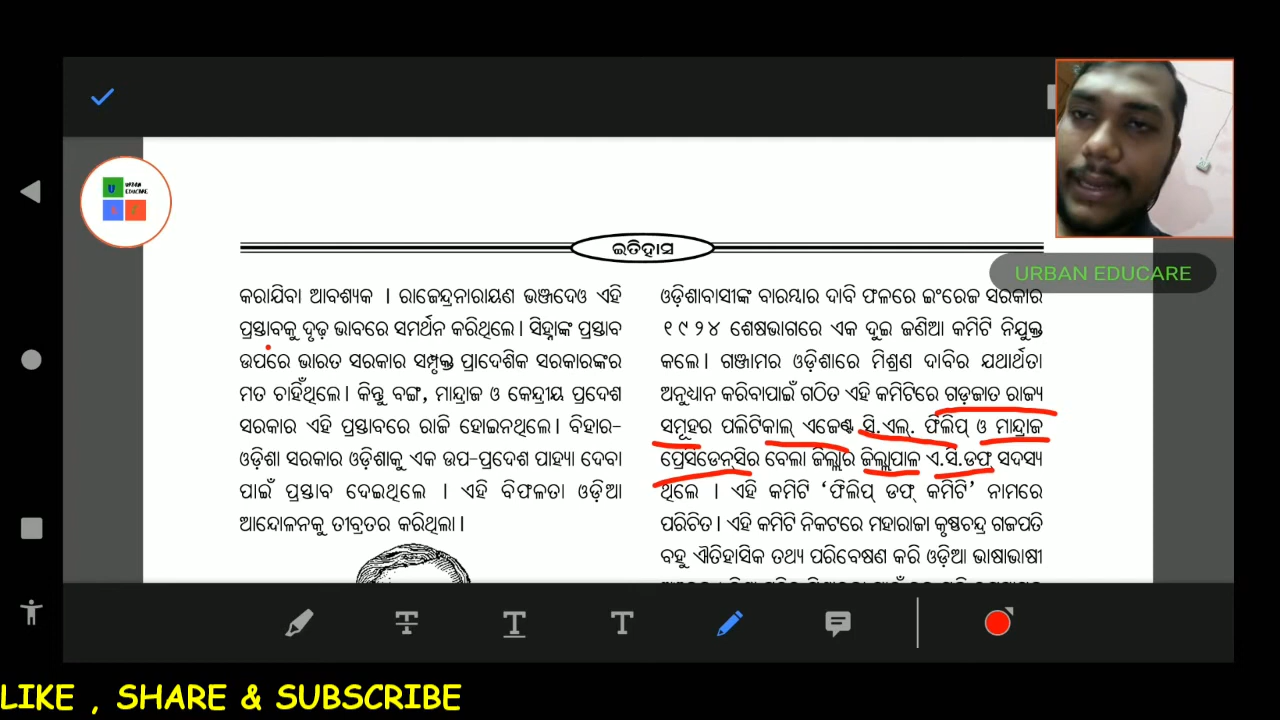 URBAN EDUCARE
ଇତିହାସ
URBAN EDUCARE
କରାଯିବା ଆବଶ୍ୟକ । ରାଜେନ୍ଦ୍ରନାରାୟଣ ଭଞ୍ଜଦେଓ ଏହି
ପ୍ରସ୍ତାବକୁ ଦୃଢ଼ ଭାବରେ ସମର୍ଥନ କରିଥିଲେ। ସିହ୍ନାଙ୍କ ପ୍ରସ୍ତାବ
ଉପରେ ଭାରତ ସରକାର ସମ୍ପୃକ୍ତ ପ୍ରାଦେଶିକ ସରକାରଙ୍କର
ମତ ଚାହିଁଥିଲେ। କିନ୍ତୁ ବଙ୍ଗ, ମାନ୍ଦ୍ରାଜ ଓ କେନ୍ଦ୍ରୀୟ ପ୍ରଦେଶ
ସରକାର ଏହି ପ୍ରସ୍ତାବରେ ରାଜି ହୋଇନଥିଲେ। ବିହାର-
ଓଡ଼ିଶା ସରକାର ଓଡ଼ିଶାକୁ ଏକ ଉପ-ପ୍ରଦେଶ ପାହ୍ୟା ଦେବା
ପାଇଁ ପ୍ରସ୍ତାବ ଦେଇଥିଲେ । ଏହି ବିଫଳତା ଓଡ଼ିଆ
ଆନ୍ଦୋଳନକୁ ତୀବ୍ରତର କରିଥିଲା।
ଓଡ଼ିଶାବାସୀଙ୍କ ବାରମ୍ବାର ଦାବି ଫଳରେ ଇଂରେଜ ସରକାର
୧୯୨୪ ଶେଷଭାଗରେ ଏକ ଦୁଇ ଜଣିଆ କମିଟି ନିଯୁକ୍ତ
କଲେ। ଗଞ୍ଜାମର ଓଡ଼ିଶାରେ ମିଶ୍ରଣ ଦାବିର ଯଥାର୍ଥତା
ଅନୁଧ୍ୟାନ କରିବାପାଇଁ ଗଠିତ ଏହି କମିଟିରେ ଗଡ଼ଜାତ ରାଜ୍ୟ
ସମୂହର ପଲିଟିକାଲ୍ ଏଜେଣ୍ଟ ସି.ଏଲ୍. ଫିଲିପ୍ ଓ ମାନ୍ଦ୍ରାଜ
ପ୍ରେସିଡେନ୍‌ସିର ବେଲା ଜିଲ୍ଲାର ଜିଲ୍ଲାପାଳ ଏ.ସି.ଡଫ୍ ସଦସ୍ୟ
ଥିଲେ । ଏହି କମିଟି ‘ଫିଲିପ୍ ଡଫ୍ କମିଟି’ ନାମରେ
ପରିଚିତ। ଏହି କମିଟି ନିକଟରେ ମହାରାଜା କୃଷ୍ଣଚନ୍ଦ୍ର ଗଜପତି
ବହୁ ଐତିହାସିକ ତଥ୍ୟ ପରିବେଷଣ କରି ଓଡ଼ିଆ ଭାଷାଭାଷୀ
LIKE , SHARE & SUBSCRIBE